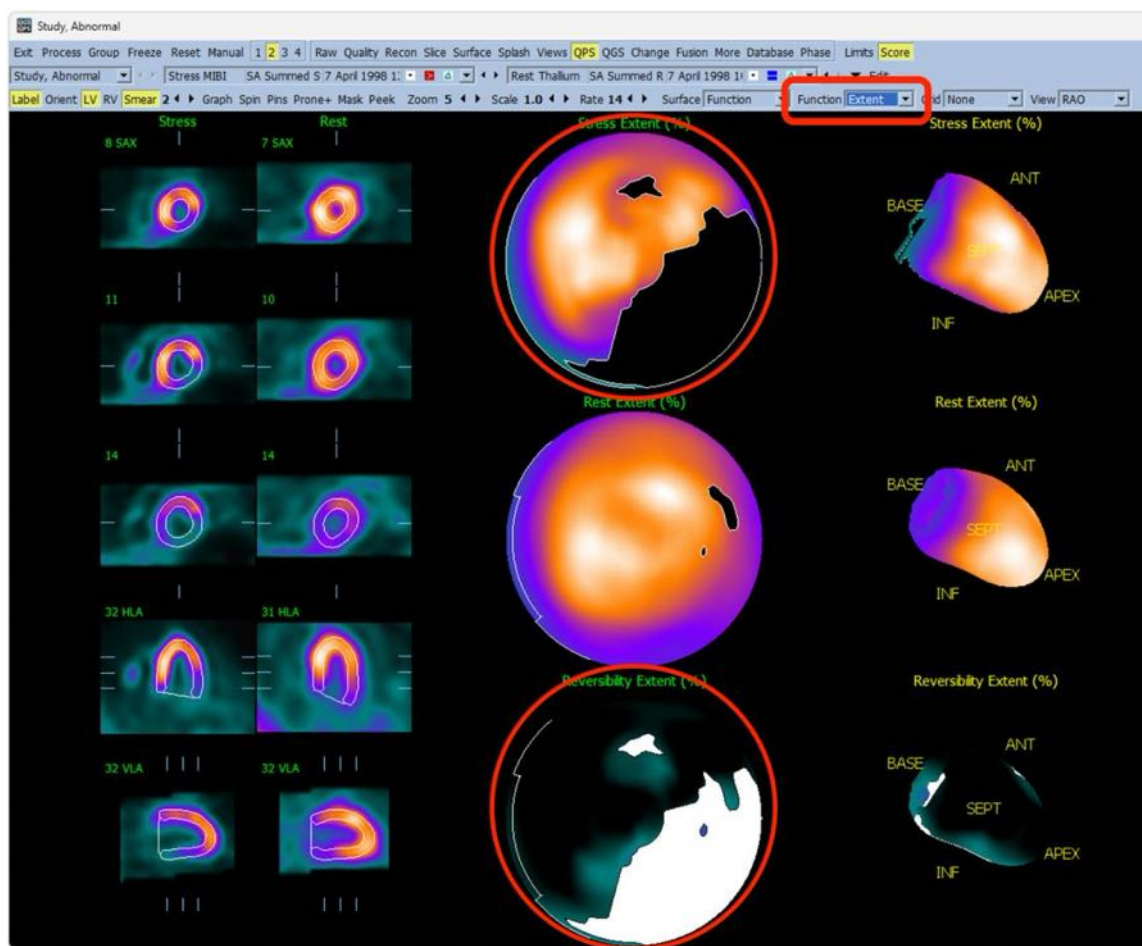 Study, Abnormal
Exit Process Group Freeze Reset Manual 1 2 3 4 Raw Quality Recon Slice Surface Splash Views QPS QGS Change Fusion More Database Phase Limits Score
Study, Abnormal Stress MIBI SA Summed S 7 April 1998 1 Rest Thallium SA Summed R 7 April 1998 1 Edit
Label Orient LV RV Smear 2 Graph Spin Pins Prone+ Mask Peek Zoom 5 Scale 1.0 Rate 14 Surface Function Function Extent Grid None View RAO
Stress Rest Stress Extent (%) Stress Extent (%)
8 SAX 7 SAX
ANT
BASE
SEPT
APEX
INF
11 10
Rest Extent (%) Rest Extent (%)
14 14
ANT
BASE
SEPT
APEX
INF
32 HLA 31 HLA
Reversibility Extent (%) Reversibility Extent (%)
32 VLA 32 VLA
ANT
BASE
SEPT
APEX
INF